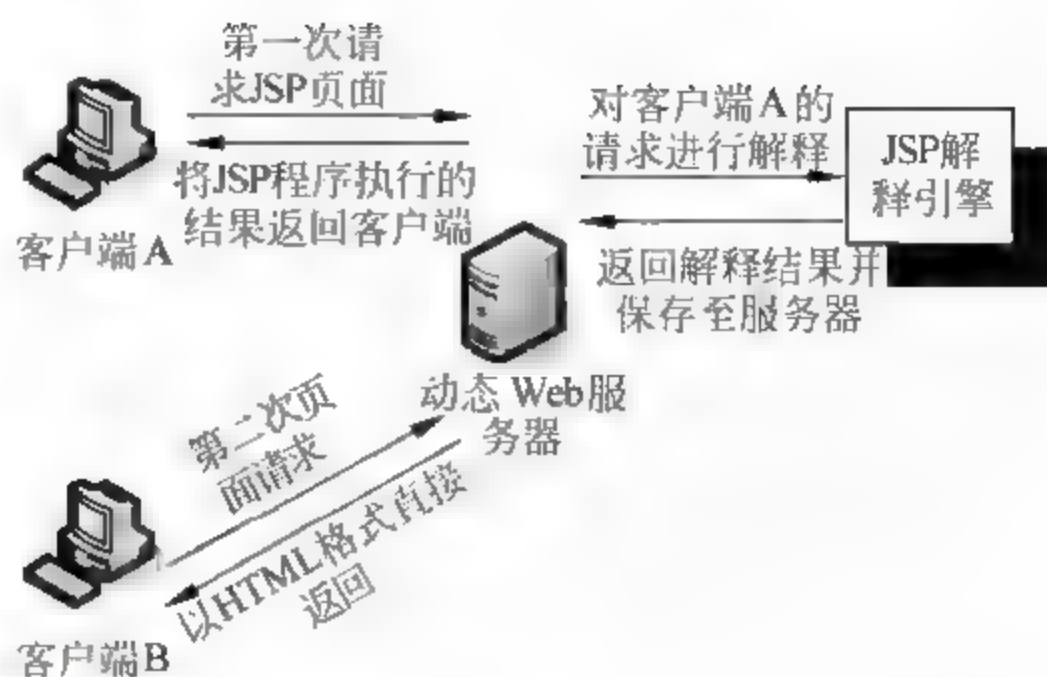 第一次请
求JSP页面
将JSP程序执行的
结果返回客户端
客户端A
对客户端A的
请求进行解释
JSP解
释引擎
返回解释结果并
保存至服务器
动态 Web服
务器
第二次页
面请求
以HTML格式直接
返回
客户端B